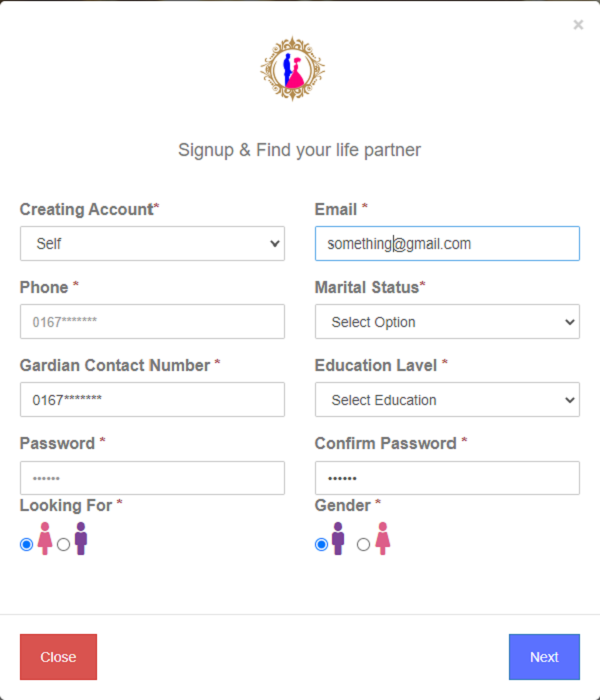 ×
Signup & Find your life partner
Creating Account*
Email *
Self
something@gmail.com
Phone *
Marital Status*
0167*******
Select Option
Gardian Contact Number *
Education Lavel *
0167*******
Select Education
Password *
Confirm Password *
••••••
••••••
Looking For *
Gender *
Close
Next